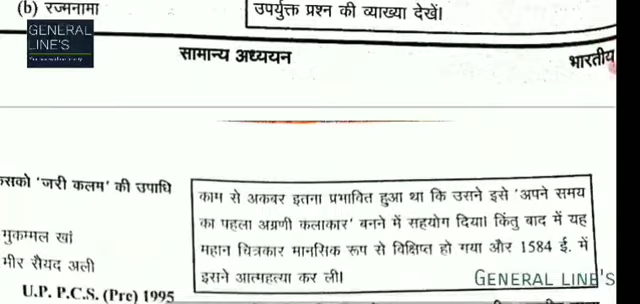 (b) रज्मनामा
उपर्युक्त प्रश्न की व्याख्या देखें।
GENERAL
LINE'S
सामान्य अध्ययन
भारतीय
'जरी कलम' की उपाधि
मुकम्मल खां
मीर सैयद अली
U.P. P.C.S. (Pre) 1995
काम से अकबर इतना प्रभावित हुआ था कि उसने इसे 'अपने समय
का पहला अग्रणी कलाकार' बनने में सहयोग दिया। किंतु बाद में यह
महान चित्रकार मानसिक रूप से विक्षिप्त हो गया और 1584 ई. में
इसने आत्महत्या कर ली।
GENERAL LINE'S